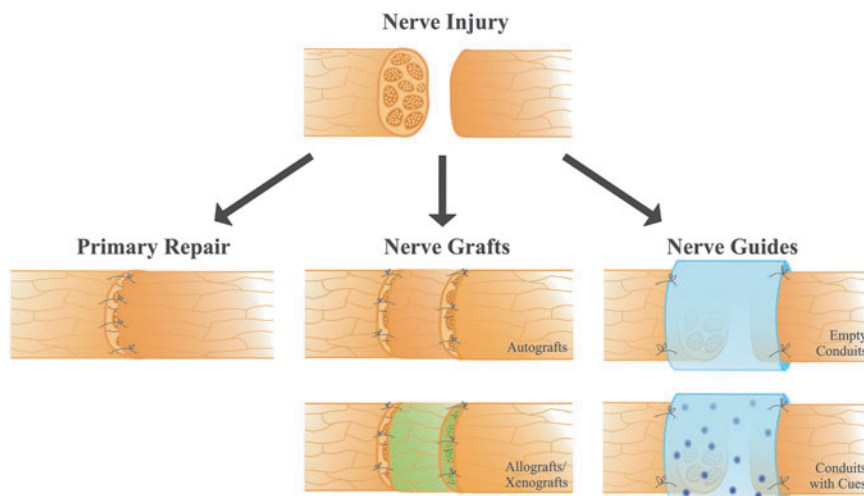 Nerve Injury
Primary Repair
Nerve Grafts
Nerve Guides
Autografts
Empty
Conduits
Allografts/
Xenografts
Conduits
with Cues